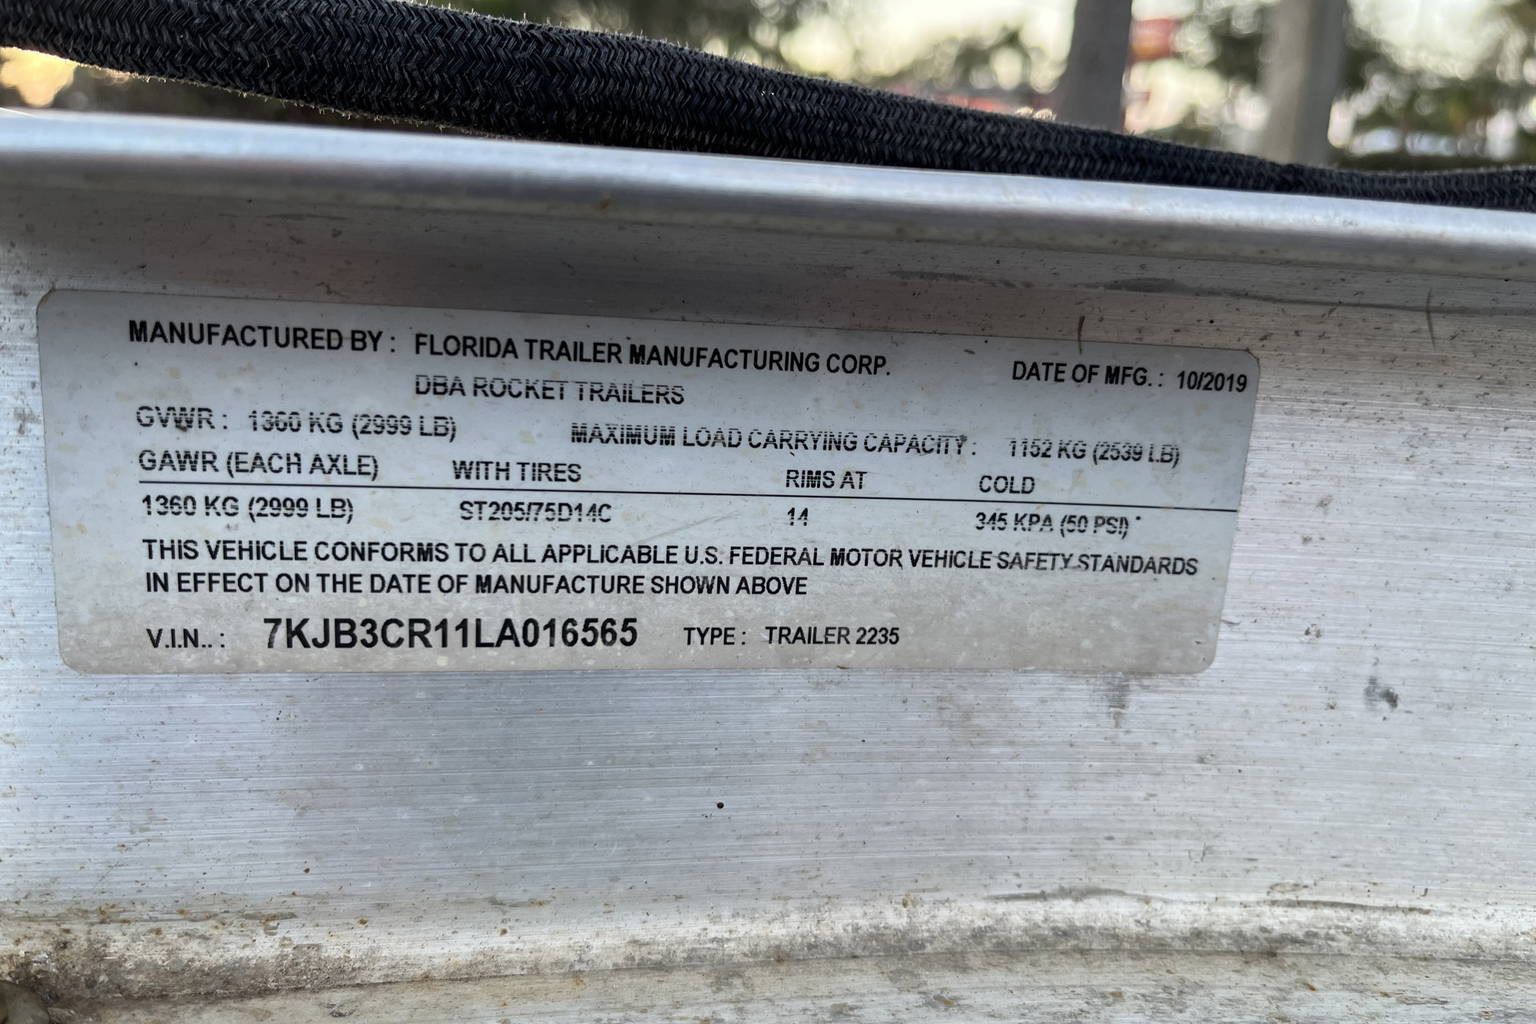 MANUFACTURED BY : FLORIDA TRAILER MANUFACTURING CORP. DATE OF MFG. : 10/2019
DBA ROCKET TRAILERS
GVWR : 1360 KG (2999 LB) MAXIMUM LOAD CARRYING CAPACITY : 1152 KG (2539 LB)
GAWR (EACH AXLE) WITH TIRES RIMS AT COLD
1360 KG (2999 LB) ST205/75D14C 14 345 KPA (50 PSI)
THIS VEHICLE CONFORMS TO ALL APPLICABLE U.S. FEDERAL MOTOR VEHICLE SAFETY STANDARDS
IN EFFECT ON THE DATE OF MANUFACTURE SHOWN ABOVE
V.I.N.. : 7KJB3CR11LA016565 TYPE : TRAILER 2235